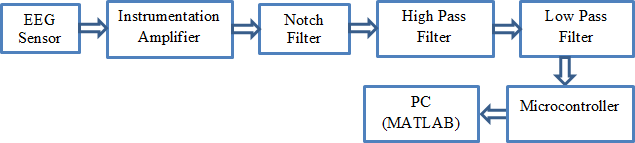 EEG
Sensor
Instrumentation
Amplifier
Notch
Filter
High Pass
Filter
Low Pass
Filter
PC
(MATLAB)
Microcontroller